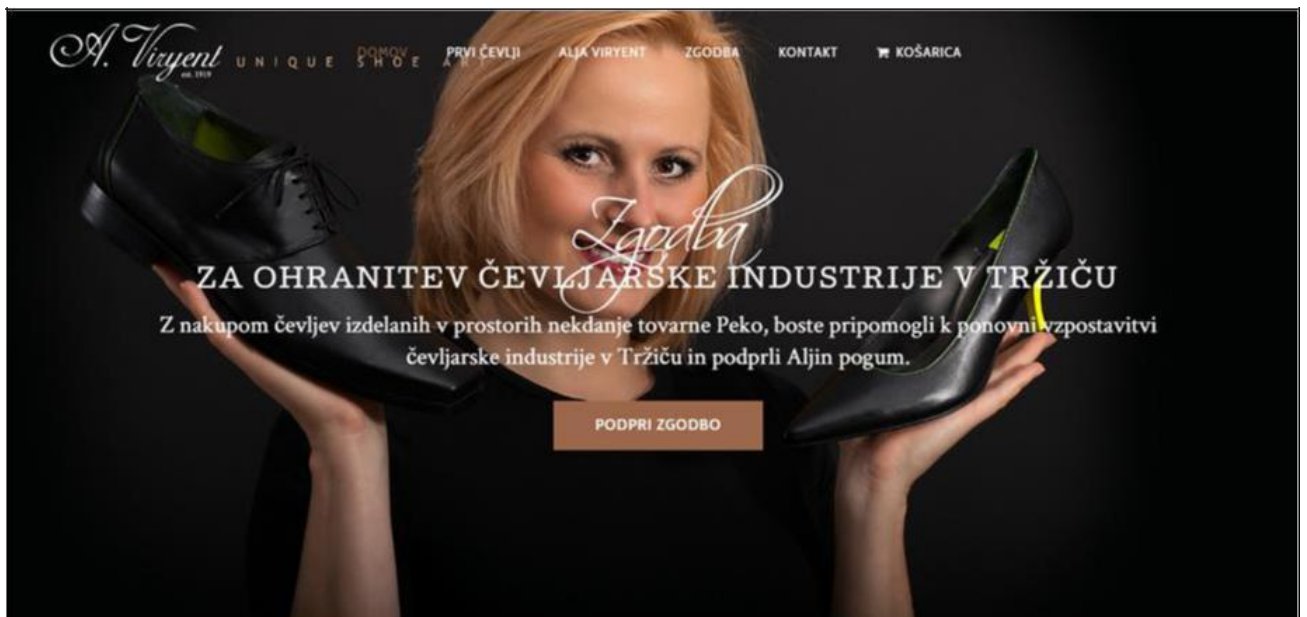 A. Viryent
est. 1919
UNIQUE SHOE ART
DOMOV
PRVI ČEVLJI
ALJA VIRYENT
ZGODBA
KONTAKT
KOŠARICA
Zgodba
ZA OHRANITEV ČEVLJARSKE INDUSTRIJE V TRŽIČU
Z nakupom čevljev izdelanih v prostorih nekdanje tovarne Peko, boste pripomogli k ponovni vzpostavitvi
čevljarske industrije v Tržiču in podprli Aljin pogum.
PODPRI ZGODBO